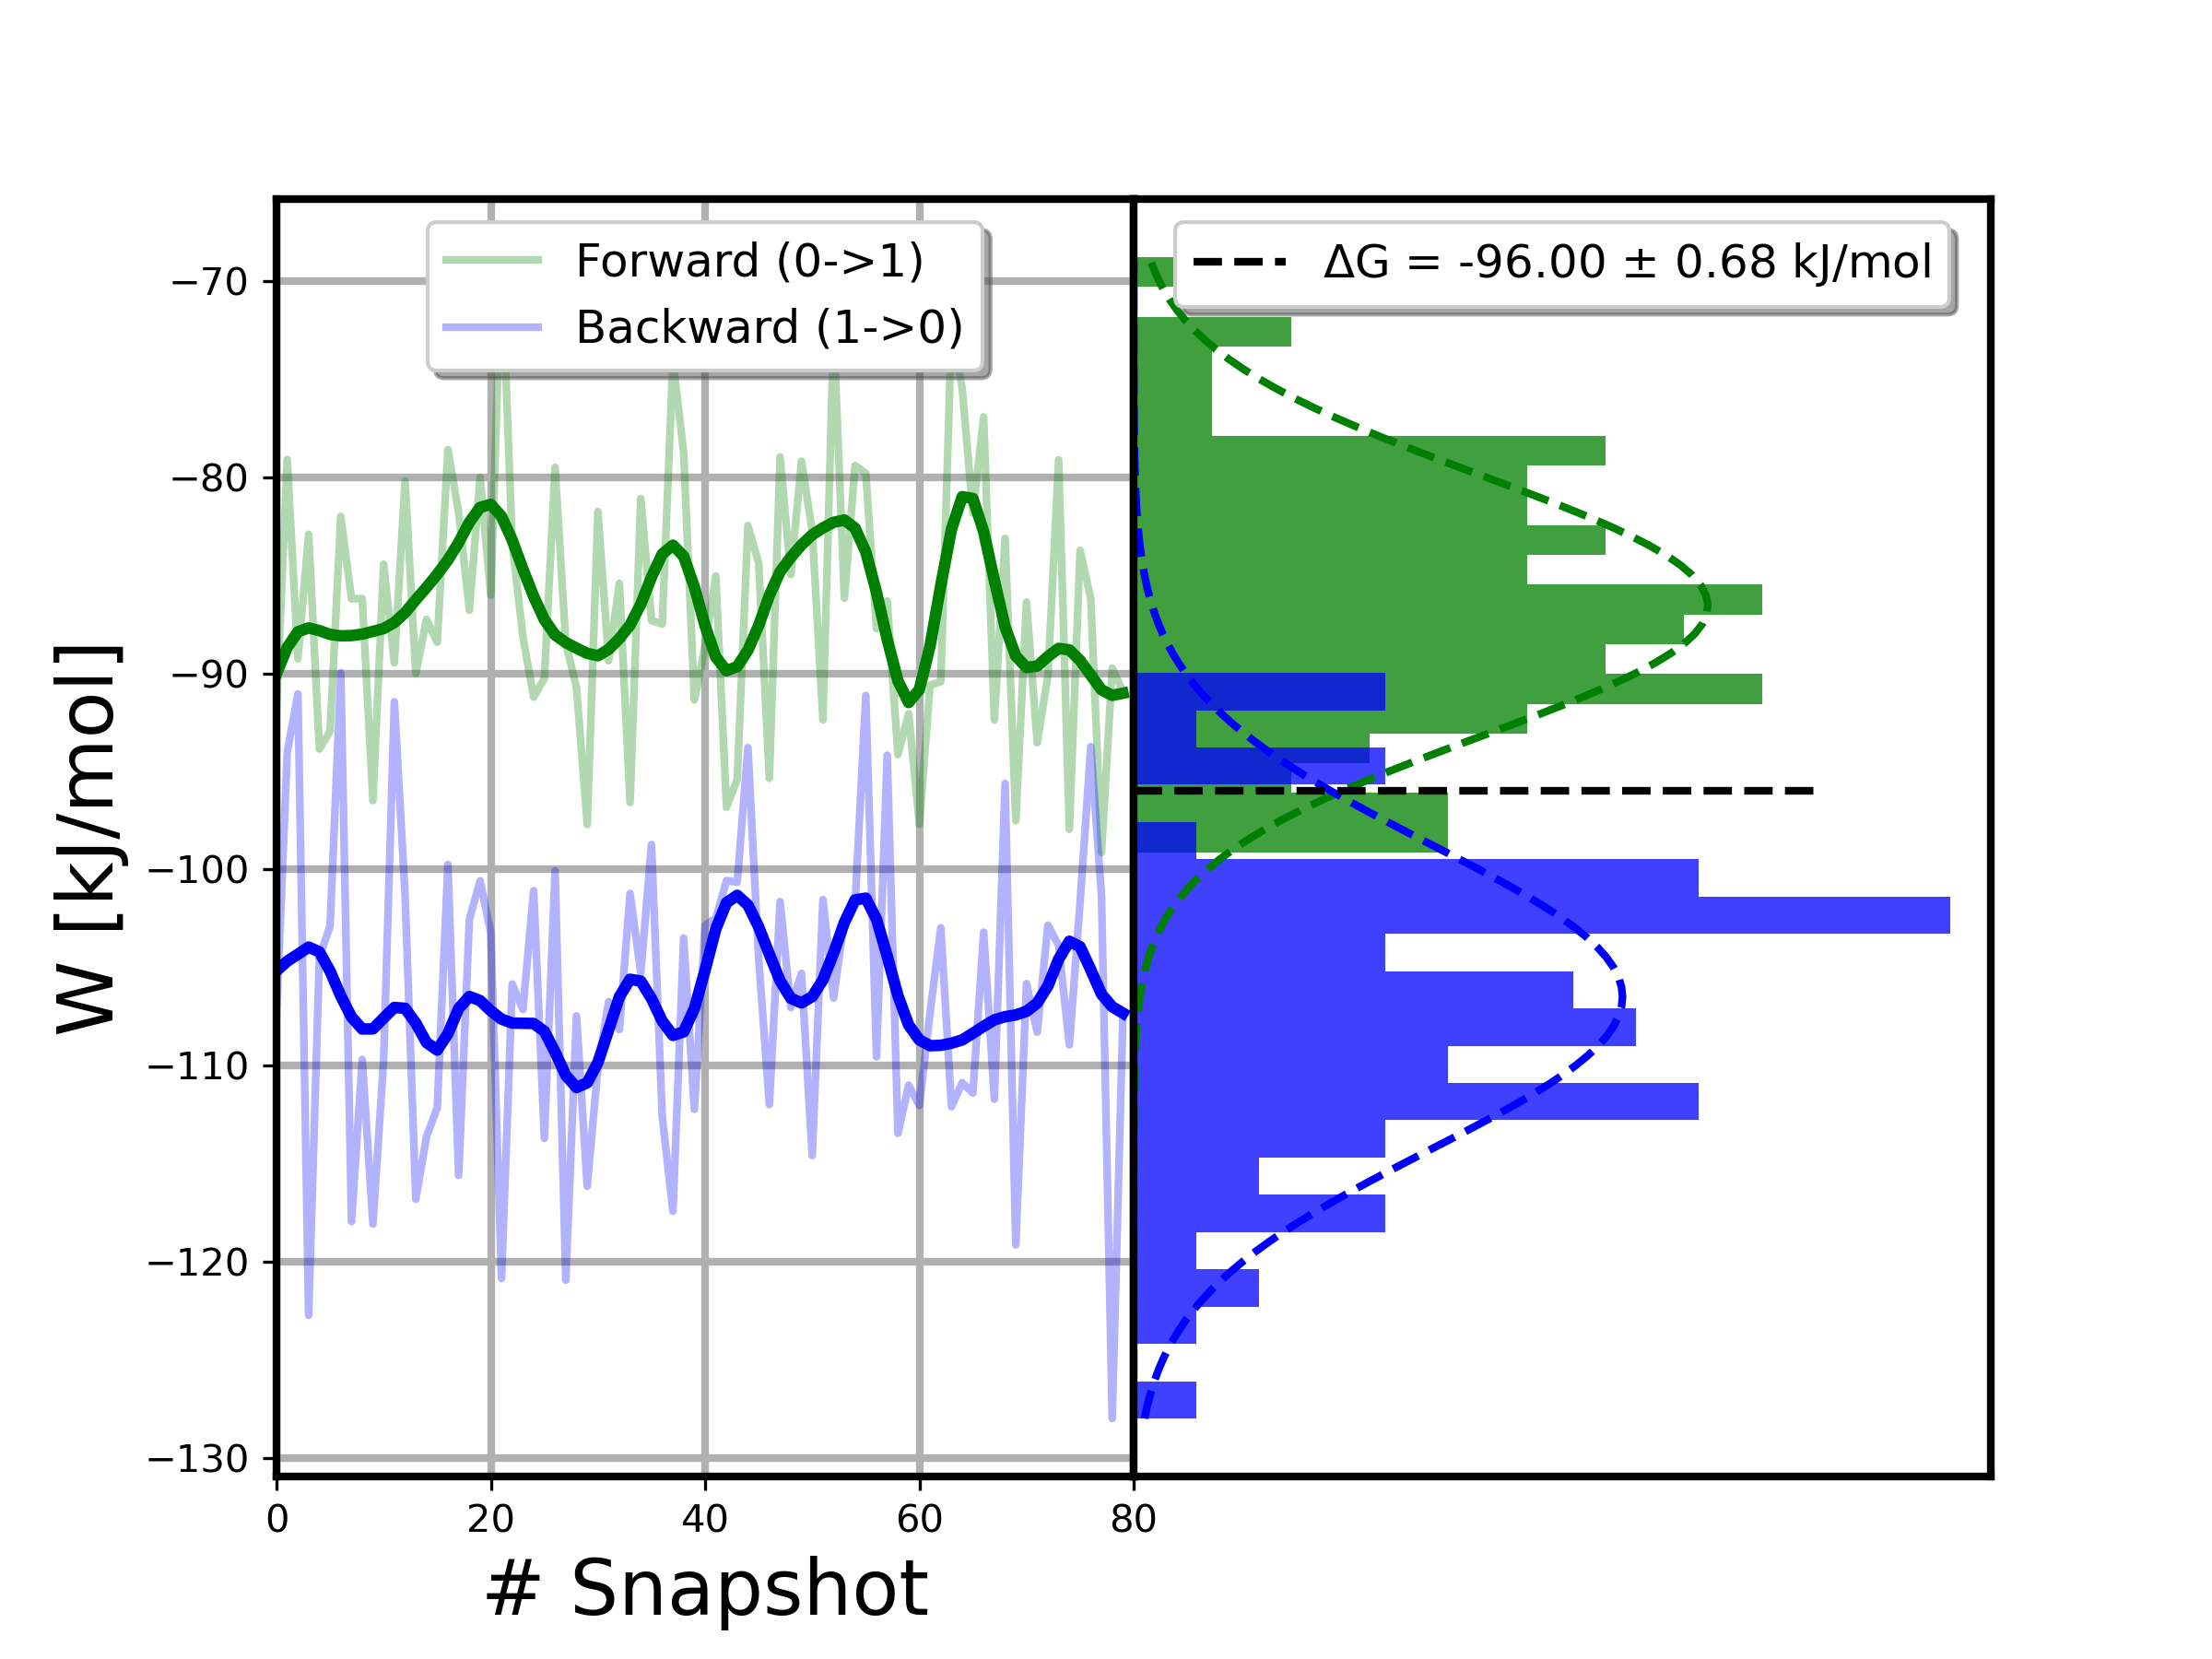 Forward (0->1)
Backward (1->0)
ΔG = -96.00 ± 0.68 kJ/mol
W [kJ/mol]
−70
−80
−90
−100
−110
−120
−130
0 20 40 60 80
# Snapshot